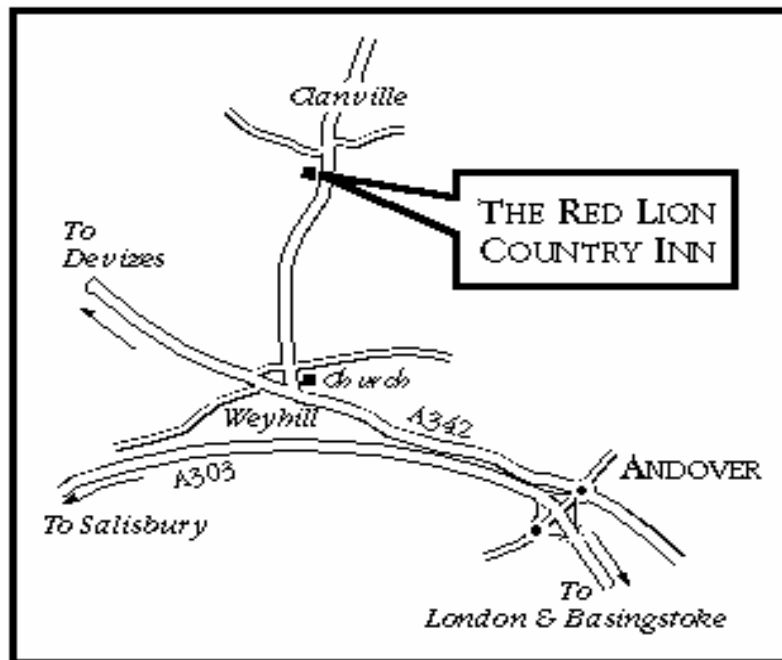 Clanville
THE RED LION
COUNTRY INN
To
Devizes
Church
Weyhill
A342
A303
ANDOVER
To Salisbury
To
London & Basingstoke